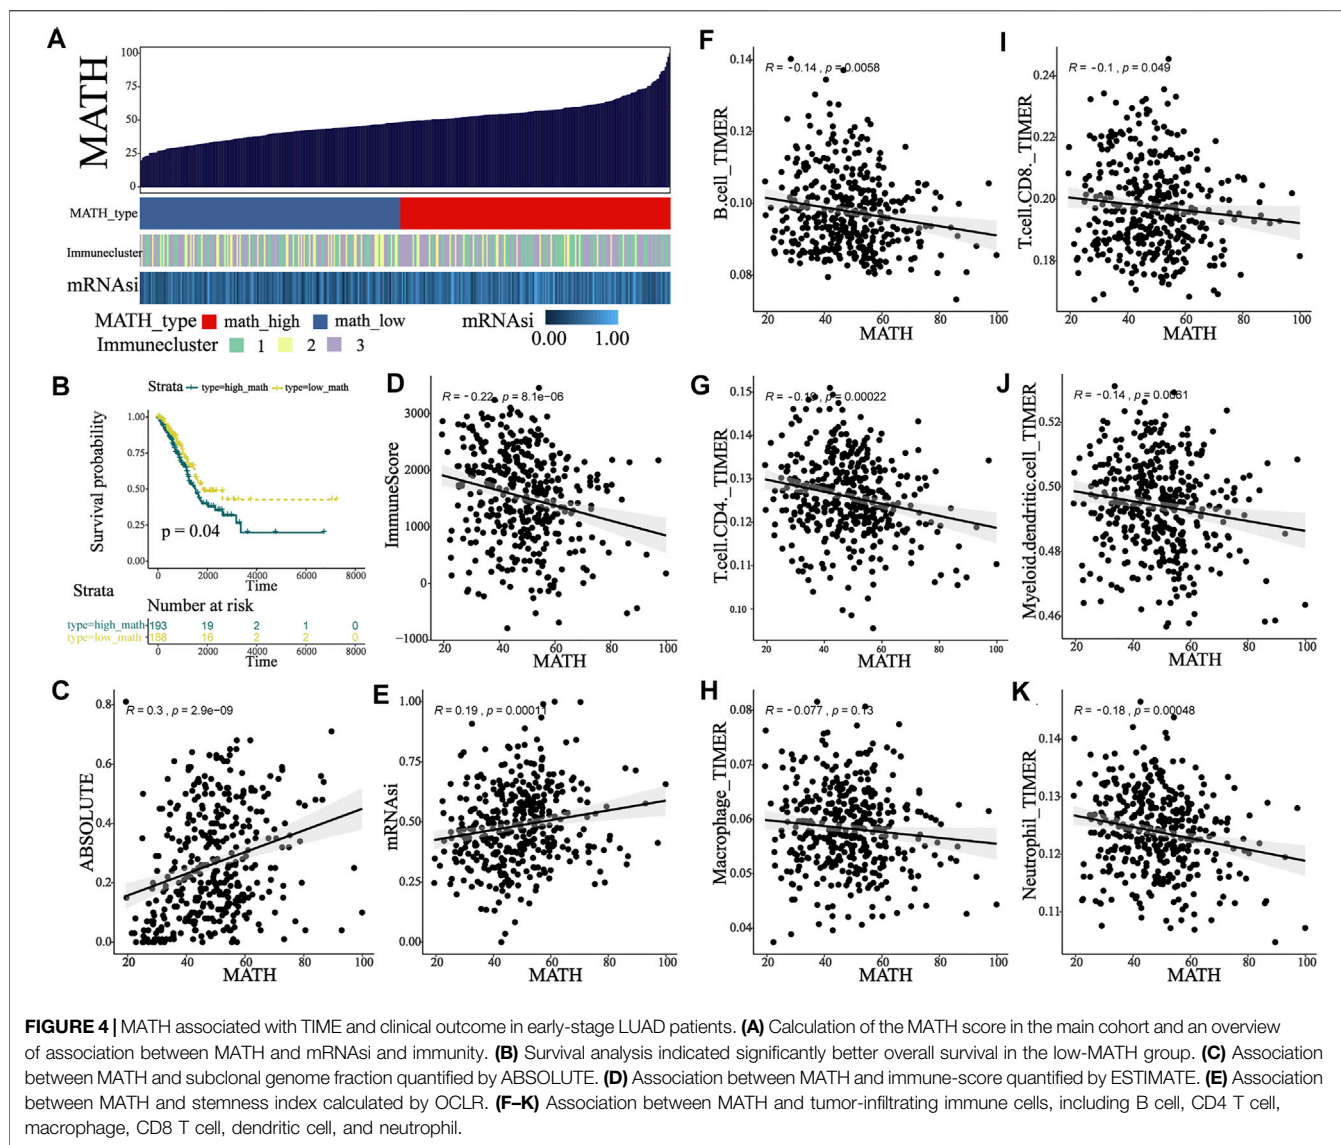 A
MATH
100
75
50
25
0
MATH_type
Immunecluster
mRNAsi
MATH_type math_high math_low mRNAsi
0.00 1.00
Immunecluster 1 2 3
B
Strata type=high_math type=low_math
Survival probability
1.00
0.75
0.50
0.25
0.00
p = 0.04
0 2000 4000 6000 8000
Time
Strata
Number at risk
type=high_math 193 19 2 1 0
type=low_math 188 16 2 2 0
0 2000 4000 6000 8000
Time
C
R = 0.3 , p = 2.9e−09
ABSOLUTE
0.8
0.6
0.4
0.2
0.0
20 40 60 80 100
MATH
D
R = −0.22, p = 8.1e−06
ImmuneScore
3000
2000
1000
0
−1000
20 40 60 80 100
MATH
E
R = 0.19 , p = 0.00011
mRNAsi
1.00
0.75
0.50
0.25
0.00
20 40 60 80 100
MATH
F
R = −0.14 , p = 0.0058
B.cell_TIMER
0.14
0.12
0.10
0.08
20 40 60 80 100
MATH
G
R = −0.19 , p = 0.00022
T.cell.CD4._TIMER
0.15
0.14
0.13
0.12
0.11
0.10
20 40 60 80 100
MATH
H
R = −0.077 , p = 0.13
Macrophage_TIMER
0.08
0.07
0.06
0.05
0.04
20 40 60 80 100
MATH
I
R = −0.1 , p = 0.049
T.cell.CD8._TIMER
0.24
0.22
0.20
0.18
20 40 60 80 100
MATH
J
R = −0.14 , p = 0.0061
Myeloid.dendritic.cell_TIMER
0.52
0.50
0.48
0.46
20 40 60 80 100
MATH
K
R = −0.18 , p = 0.00048
Neutrophil_TIMER
0.14
0.13
0.12
0.11
20 40 60 80 100
MATH
FIGURE 4 | MATH associated with TIME and clinical outcome in early-stage LUAD patients. (A) Calculation of the MATH score in the main cohort and an overview
of association between MATH and mRNAsi and immunity. (B) Survival analysis indicated significantly better overall survival in the low-MATH group. (C) Association
between MATH and subclonal genome fraction quantified by ABSOLUTE. (D) Association between MATH and immune-score quantified by ESTIMATE. (E) Association
between MATH and stemness index calculated by OCLR. (F–K) Association between MATH and tumor-infiltrating immune cells, including B cell, CD4 T cell,
macrophage, CD8 T cell, dendritic cell, and neutrophil.